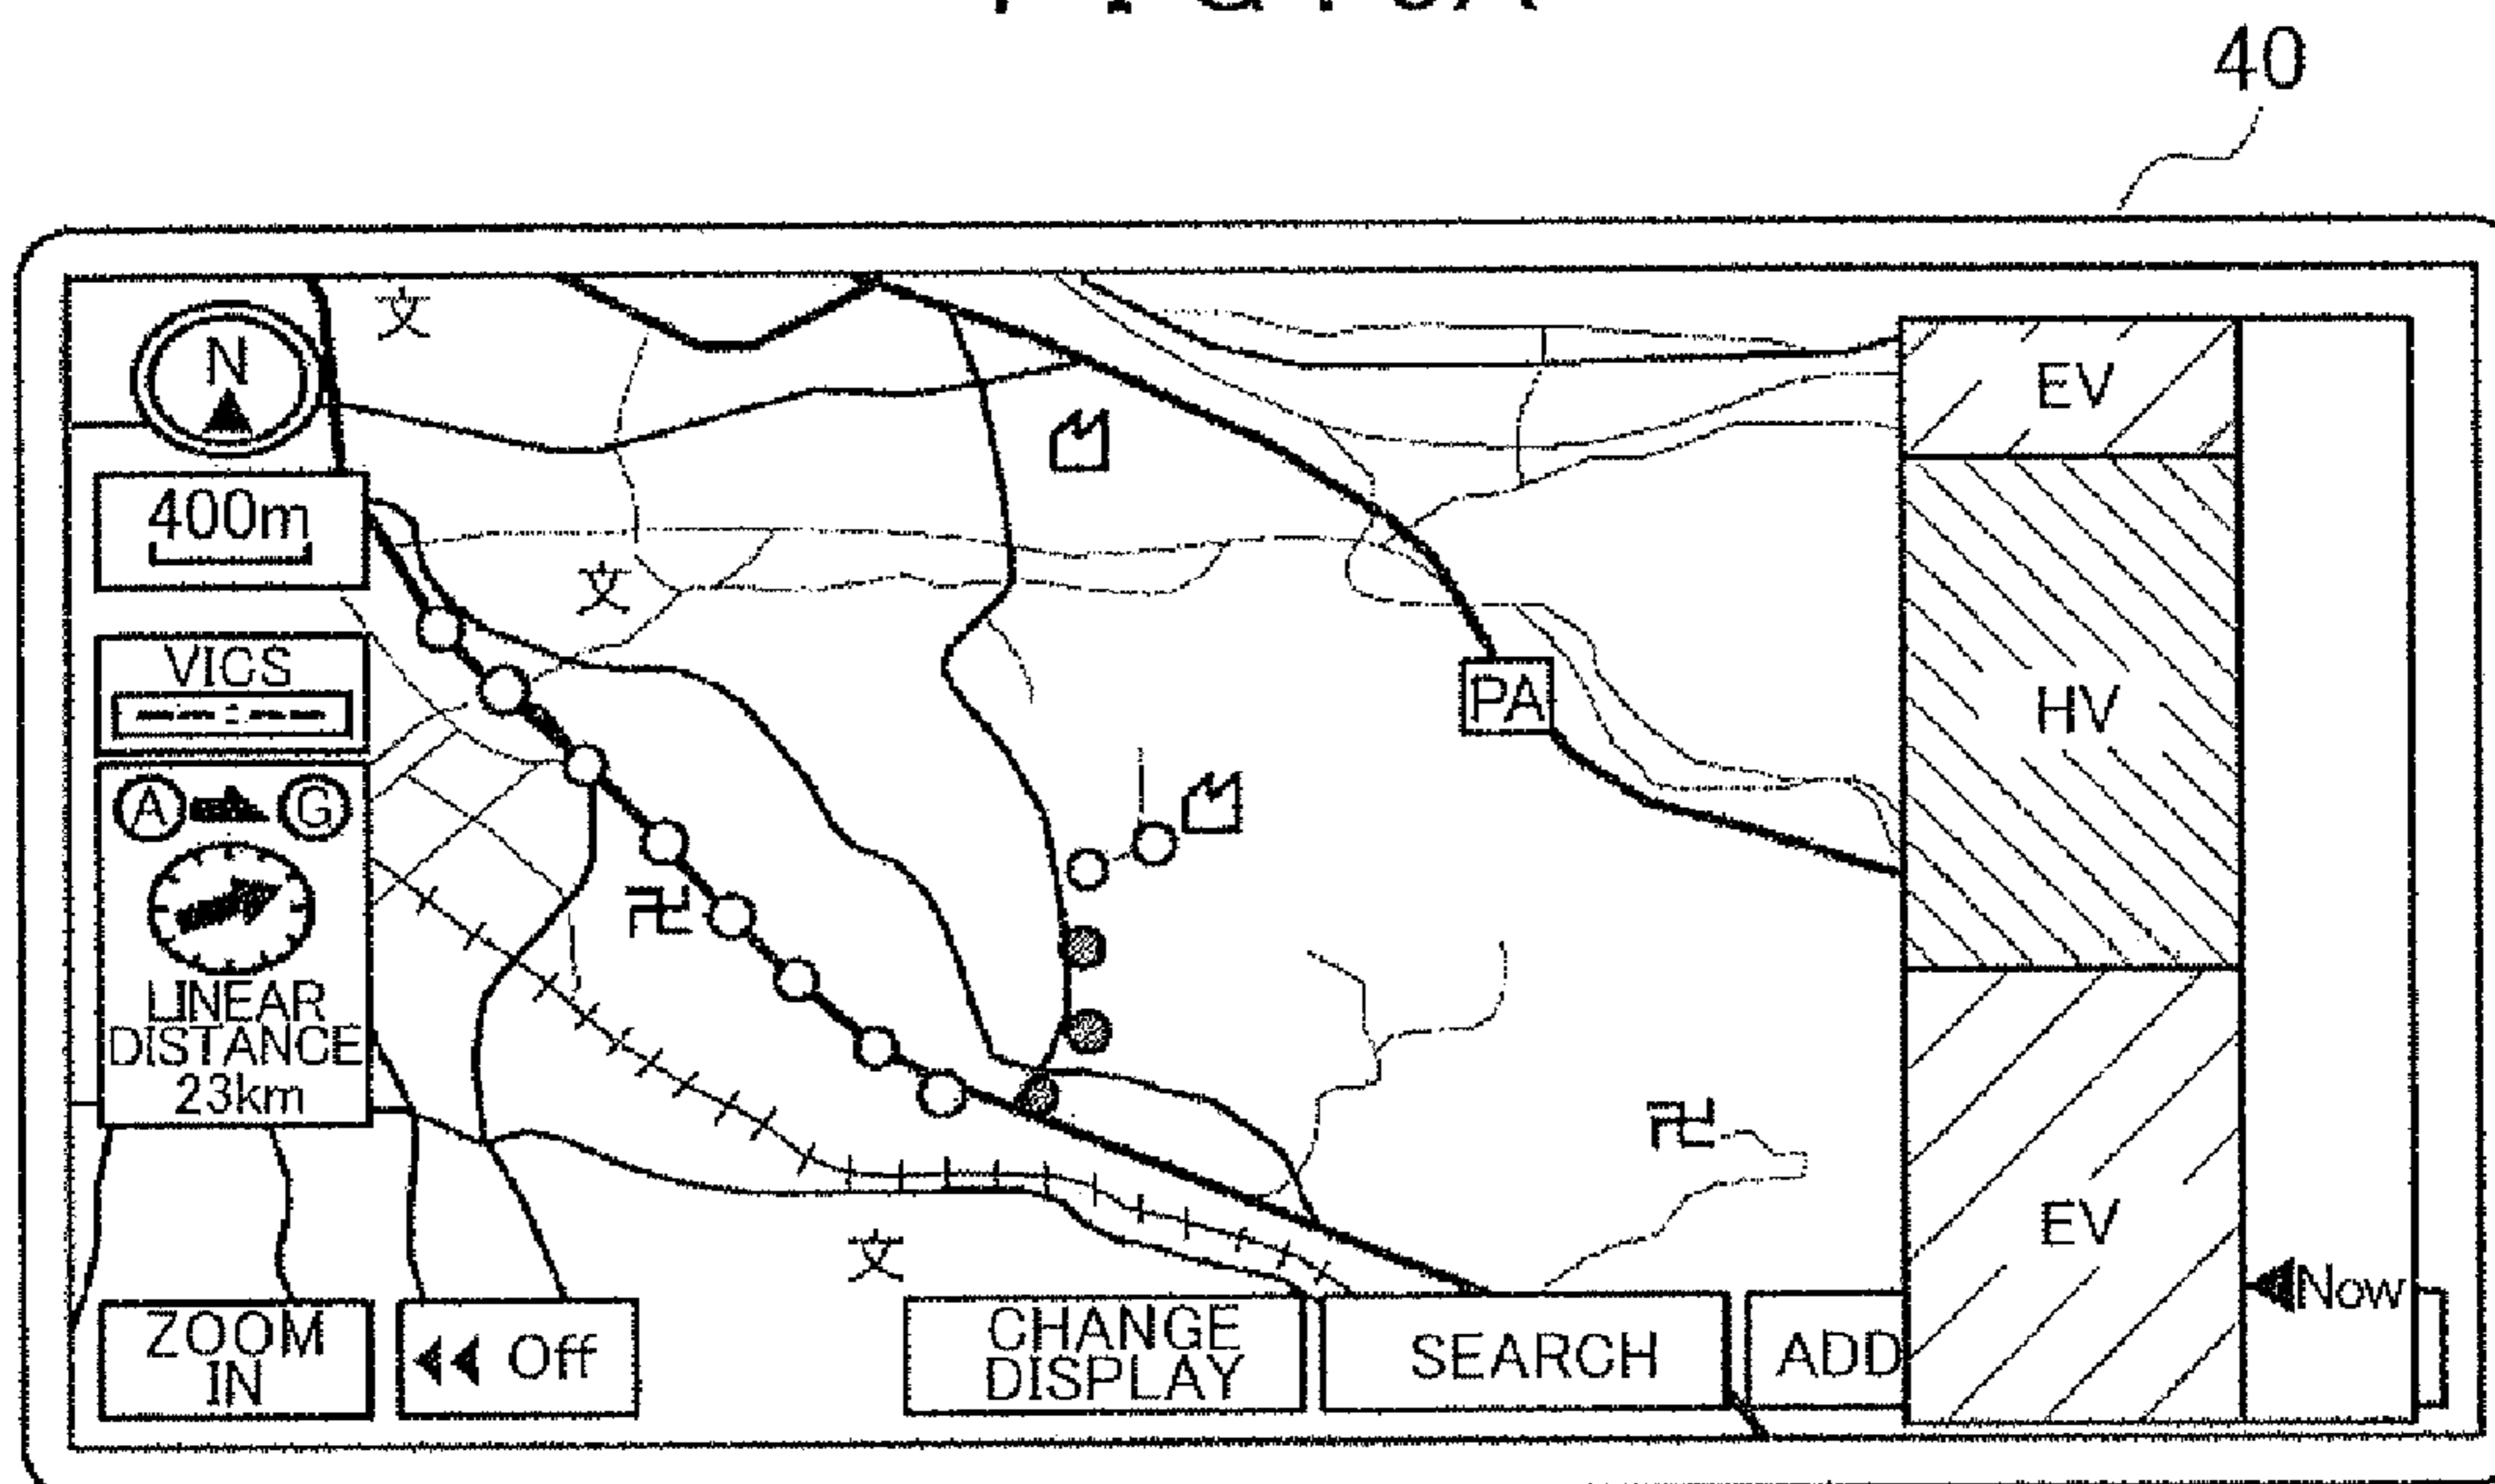 40
N
文
EV
400m
文
VICS
PA
HV
A G
LINEAR
DISTANCE
23km
卍
卍
EV
文
Now
ZOOM
IN
Off
CHANGE
DISPLAY
SEARCH
ADD